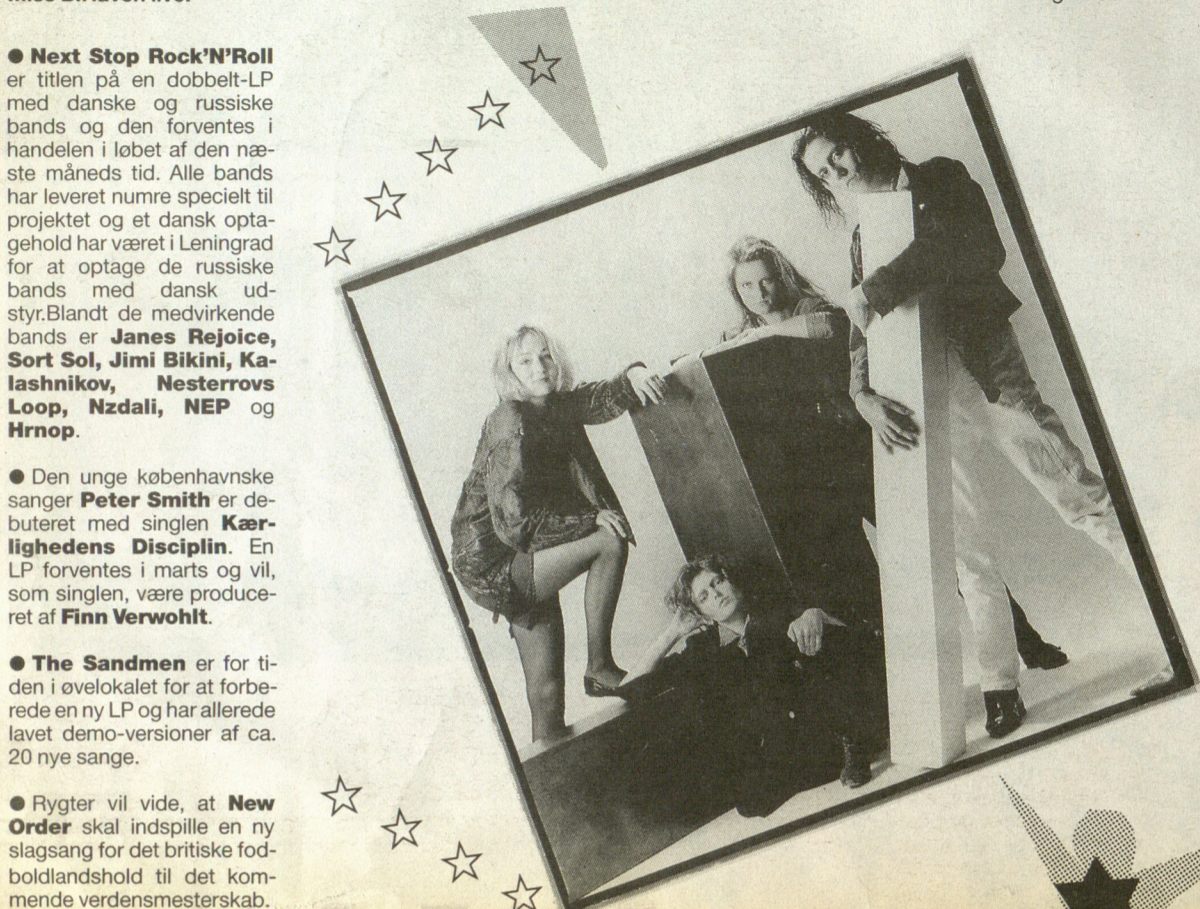 ● Next Stop Rock'N'Roll
er titlen på en dobbelt-LP
med danske og russiske
bands og den forventes i
handelen i løbet af den næ-
ste måneds tid. Alle bands
har leveret numre specielt til
projektet og et dansk opta-
gehold har været i Leningrad
for at optage de russiske
bands med dansk ud-
styr.Blandt de medvirkende
bands er Janes Rejoice,
Sort Sol, Jimi Bikini, Ka-
lashnikov, Nesterrovs
Loop, Nzdali, NEP og
Hrnop.
● Den unge københavnske
sanger Peter Smith er de-
buteret med singlen Kær-
lighedens Disciplin. En
LP forventes i marts og vil,
som singlen, være produce-
ret af Finn Verwohlt.
● The Sandmen er for ti-
den i øvelokalet for at forbe-
rede en ny LP og har allerede
lavet demo-versioner af ca.
20 nye sange.
● Rygter vil vide, at New
Order skal indspille en ny
slagsang for det britiske fod-
boldlandshold til det kom-
mende verdensmesterskab.